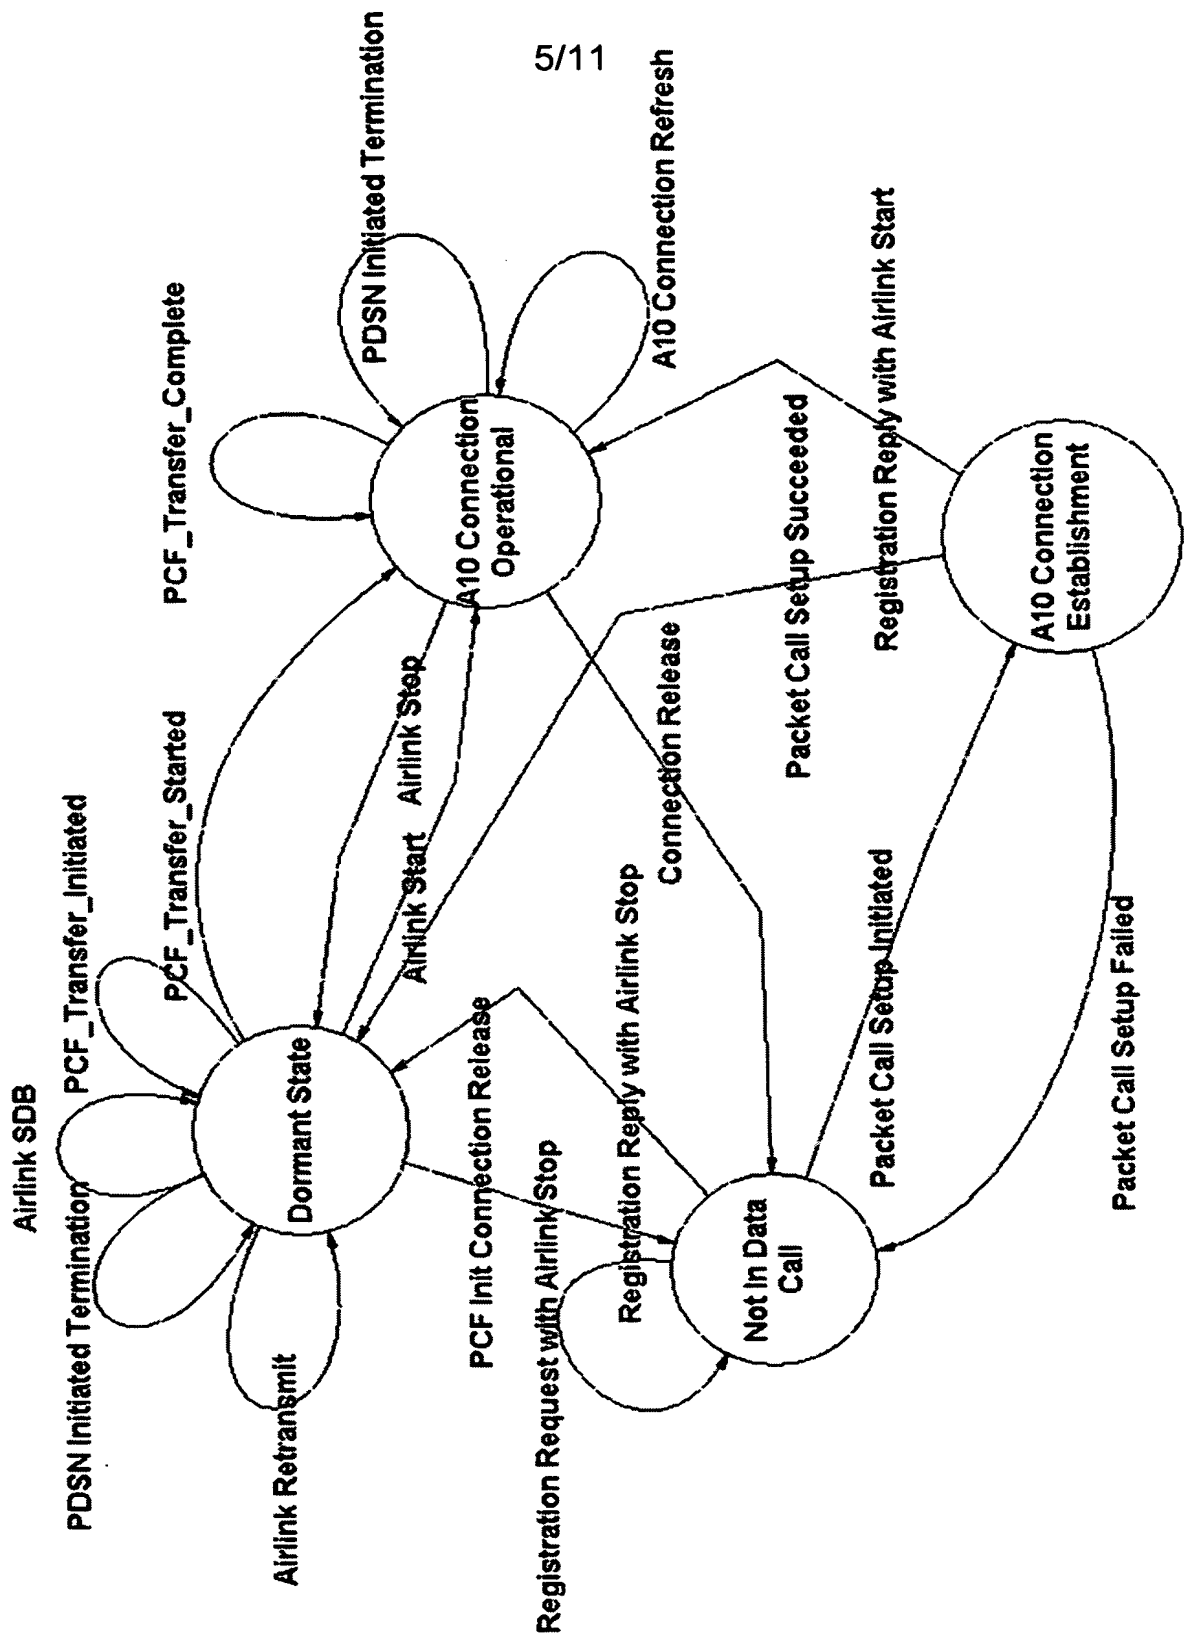 5/11
Airlink SDB
PDSN Initiated Termination
PCF_Transfer_Initiated
PCF_Transfer_Started
PCF_Transfer_Complete
Airlink Retransmit
Dormant State
Airlink Start
Airlink Stop
A10 Connection
Operational
PDSN Initiated Termination
A10 Connection Refresh
PCF Init Connection Release
Registration Request with Airlink Stop
Registration Reply with Airlink Stop
Connection Release
Packet Call Setup Succeeded
Registration Reply with Airlink Start
Not In Data
Call
Packet Call Setup Initiated
A10 Connection
Establishment
Packet Call Setup Failed